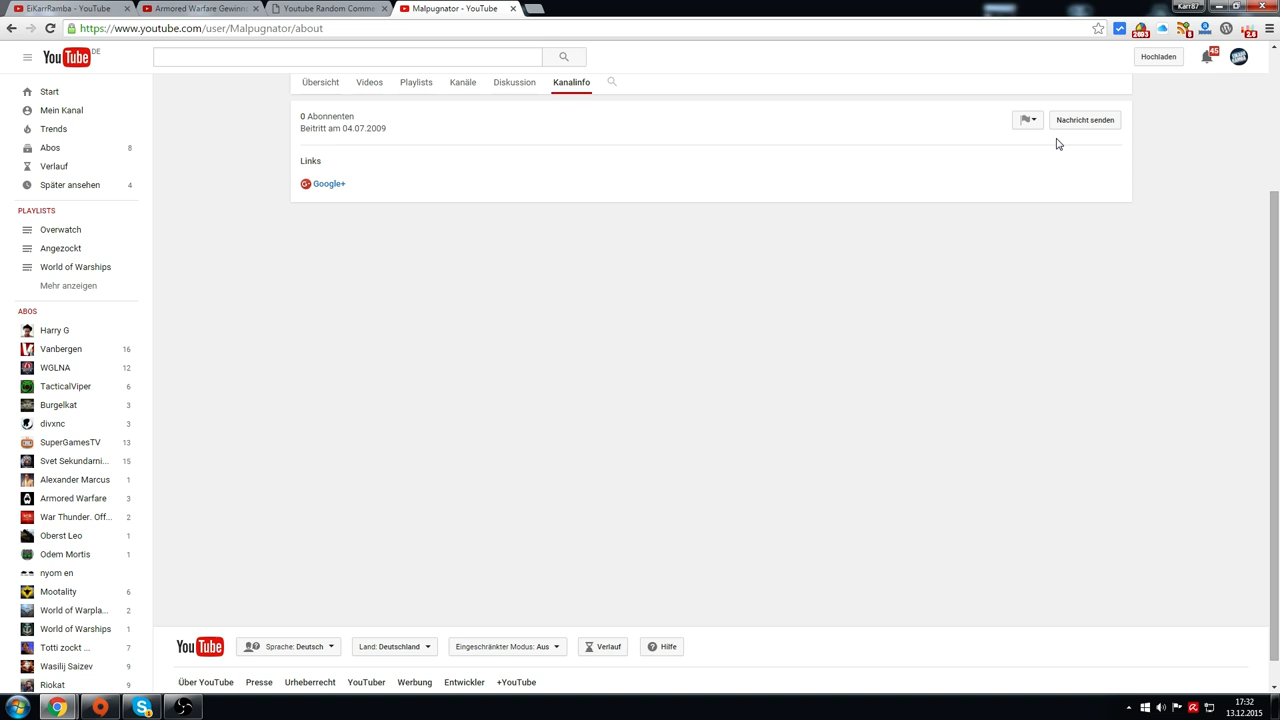 EiKarrRamba - YouTube
Armored Warfare Gewinn
Youtube Random Comme
Malpugnator - YouTube
Karr87
https://www.youtube.com/user/Malpugnator/about
YouTube DE
Hochladen
45
Übersicht Videos Playlists Kanäle Diskussion Kanalinfo
0 Abonnenten
Beitritt am 04.07.2009
Nachricht senden
Links
Google+
Start
Mein Kanal
Trends
Abos 8
Verlauf
Später ansehen 4
PLAYLISTS
Overwatch
Angezockt
World of Warships
Mehr anzeigen
ABOS
Harry G
Vanbergen 16
WGLNA 12
TacticalViper 6
Burgelkat 3
divxnc 3
SuperGamesTV 13
Svet Sekundarni... 15
Alexander Marcus 1
Armored Warfare 3
War Thunder. Off... 2
Oberst Leo 1
Odem Mortis 1
nyom en
Mootality 6
World of Warpla... 2
World of Warships 1
Totti zockt ... 7
Wasilij Saizev 9
Riokat 9
YouTube
Sprache: Deutsch
Land: Deutschland
Eingeschränkter Modus: Aus
Verlauf
Hilfe
Über YouTube Presse Urheberrecht YouTuber Werbung Entwickler +YouTube
17:32
13.12.2015